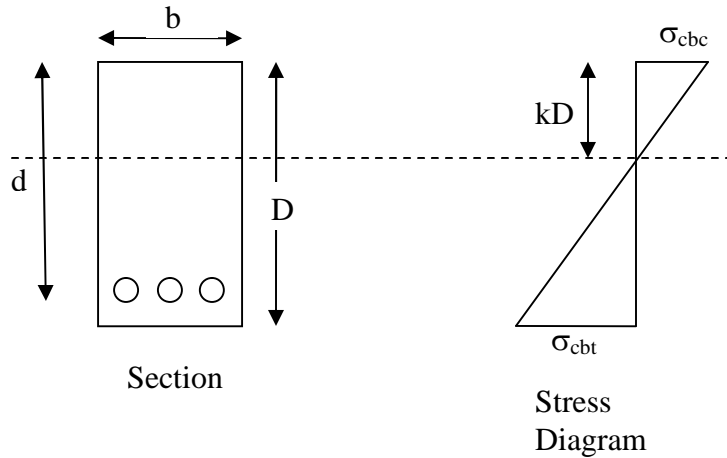 b
σcbc
kD
d
D
σcbt
Section
Stress
Diagram